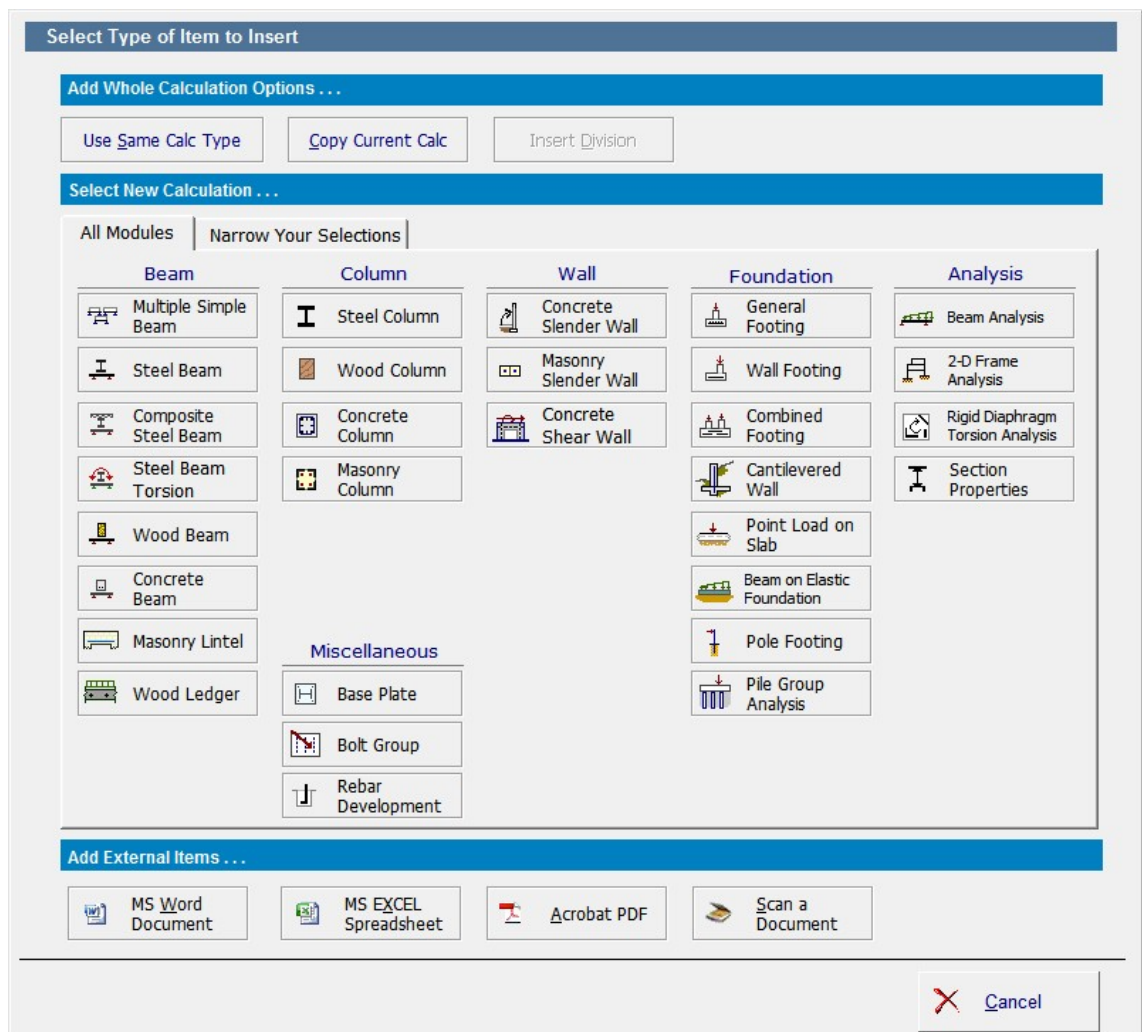 Select Type of Item to Insert
Add Whole Calculation Options . . .
Use Same Calc Type
Copy Current Calc
Insert Division
Select New Calculation . . .
All Modules
Narrow Your Selections
Beam
Multiple Simple
Beam
Steel Beam
Composite
Steel Beam
Steel Beam
Torsion
Wood Beam
Concrete
Beam
Masonry Lintel
Wood Ledger
Column
Steel Column
Wood Column
Concrete
Column
Masonry
Column
Miscellaneous
Base Plate
Bolt Group
Rebar
Development
Wall
Concrete
Slender Wall
Masonry
Slender Wall
Concrete
Shear Wall
Foundation
General
Footing
Wall Footing
Combined
Footing
Cantilevered
Wall
Point Load on
Slab
Beam on Elastic
Foundation
Pole Footing
Pile Group
Analysis
Analysis
Beam Analysis
2-D Frame
Analysis
Rigid Diaphragm
Torsion Analysis
Section
Properties
Add External Items . . .
MS Word
Document
MS EXCEL
Spreadsheet
Acrobat PDF
Scan a
Document
Cancel